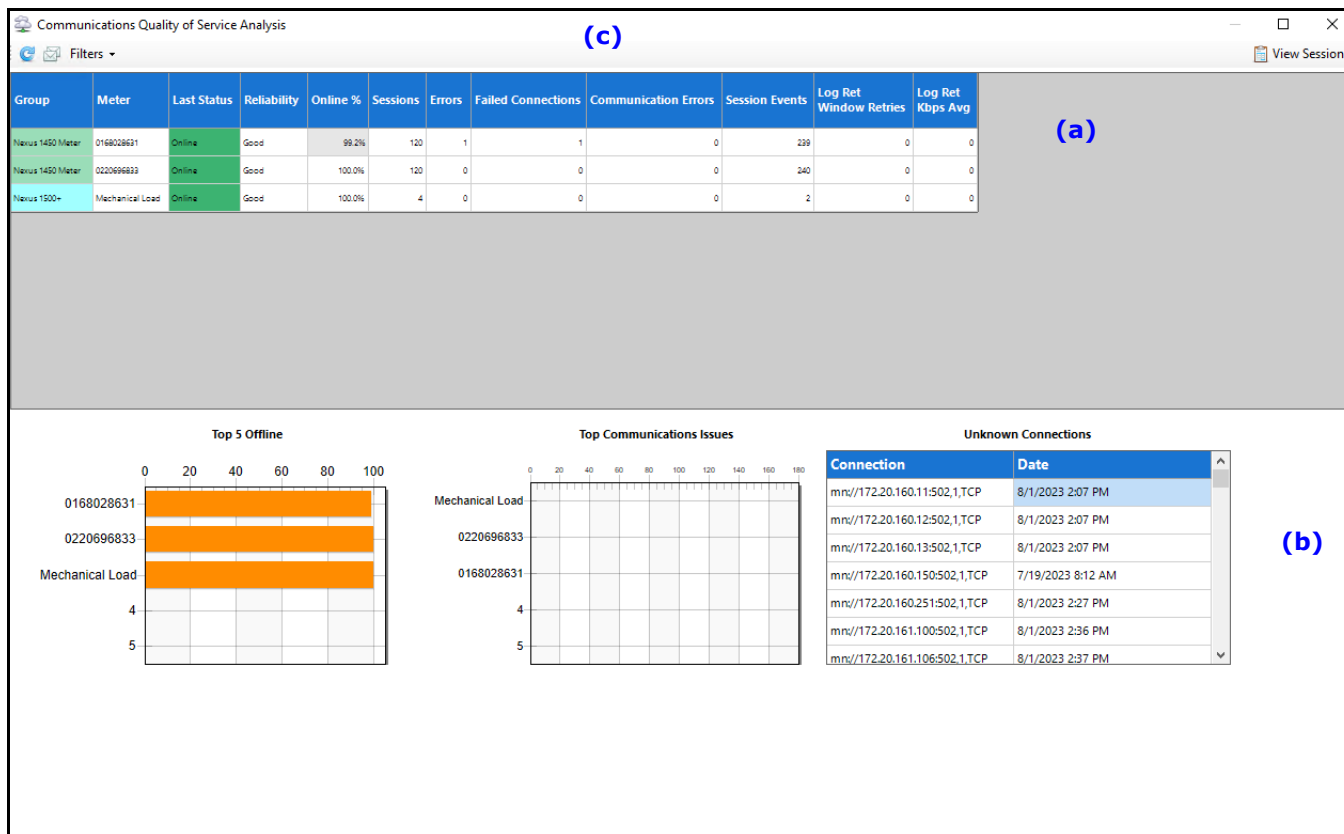 Communications Quality of Service Analysis
(c)
Filters
View Session
Group Meter Last Status Reliability Online % Sessions Errors Failed Connections Communication Errors Session Events Log Ret Window Retries Log Ret Kbps Avg
(a)
Nexus 1450 Meter 0168028631 Online Good 99.2% 120 1 1 0 239 0 0
Nexus 1450 Meter 0220696833 Online Good 100.0% 120 0 0 0 240 0 0
Nexus 1500+ Mechanical Load Online Good 100.0% 4 0 0 0 2 0 0
Top 5 Offline
0 20 40 60 80 100
0168028631
0220696833
Mechanical Load
4
5
Top Communications Issues
0 20 40 60 80 100 120 140 160 180
Mechanical Load
0220696833
0168028631
4
5
Unknown Connections
Connection Date
mn://172.20.160.11:502,1,TCP 8/1/2023 2:07 PM
mn://172.20.160.12:502,1,TCP 8/1/2023 2:07 PM
mn://172.20.160.13:502,1,TCP 8/1/2023 2:07 PM
mn://172.20.160.150:502,1,TCP 7/19/2023 8:12 AM
mn://172.20.160.251:502,1,TCP 8/1/2023 2:27 PM
mn://172.20.161.100:502,1,TCP 8/1/2023 2:36 PM
mn://172.20.161.106:502,1,TCP 8/1/2023 2:37 PM
(b)